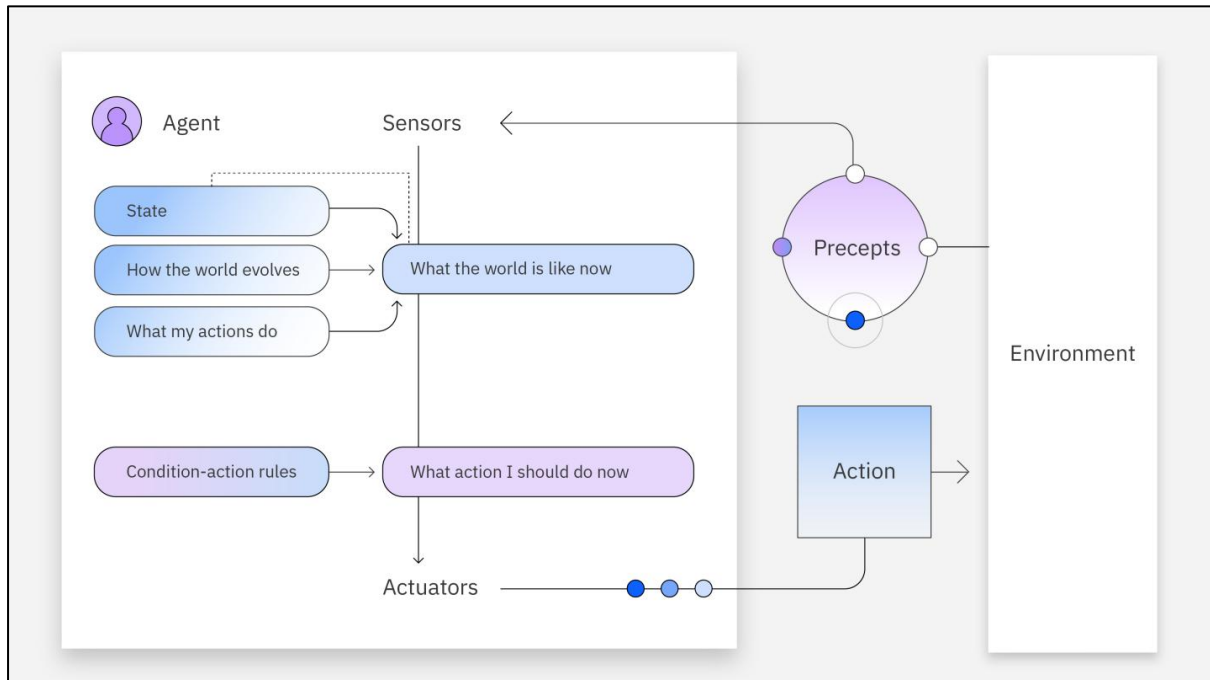 Agent
Sensors
State
How the world evolves
What the world is like now
What my actions do
Condition-action rules
What action I should do now
Actuators
Precepts
Action
Environment